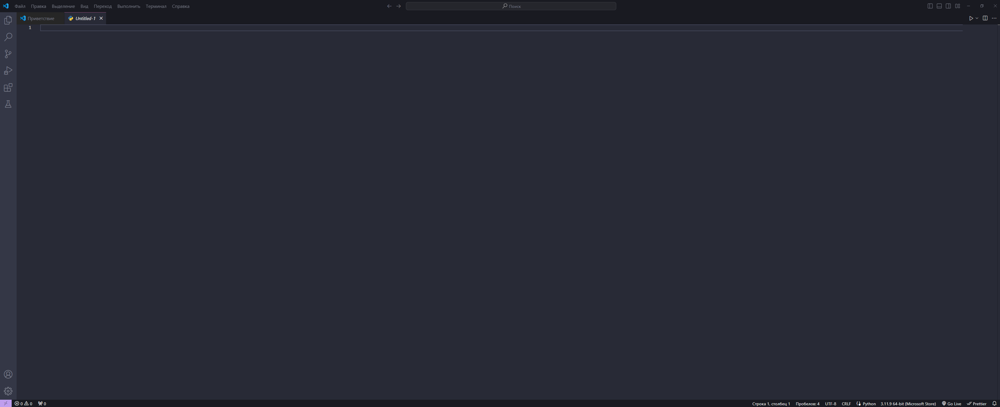 Файл Правка Выделение Вид Переход Выполнить Терминал Справка Поиск
Приветствие Untitled-1
1
0 0 0 Строка 1, столбец 1 Пробелов: 4 UTF-8 CRLF Python 3.11.9 64-bit (Microsoft Store) Go Live Prettier